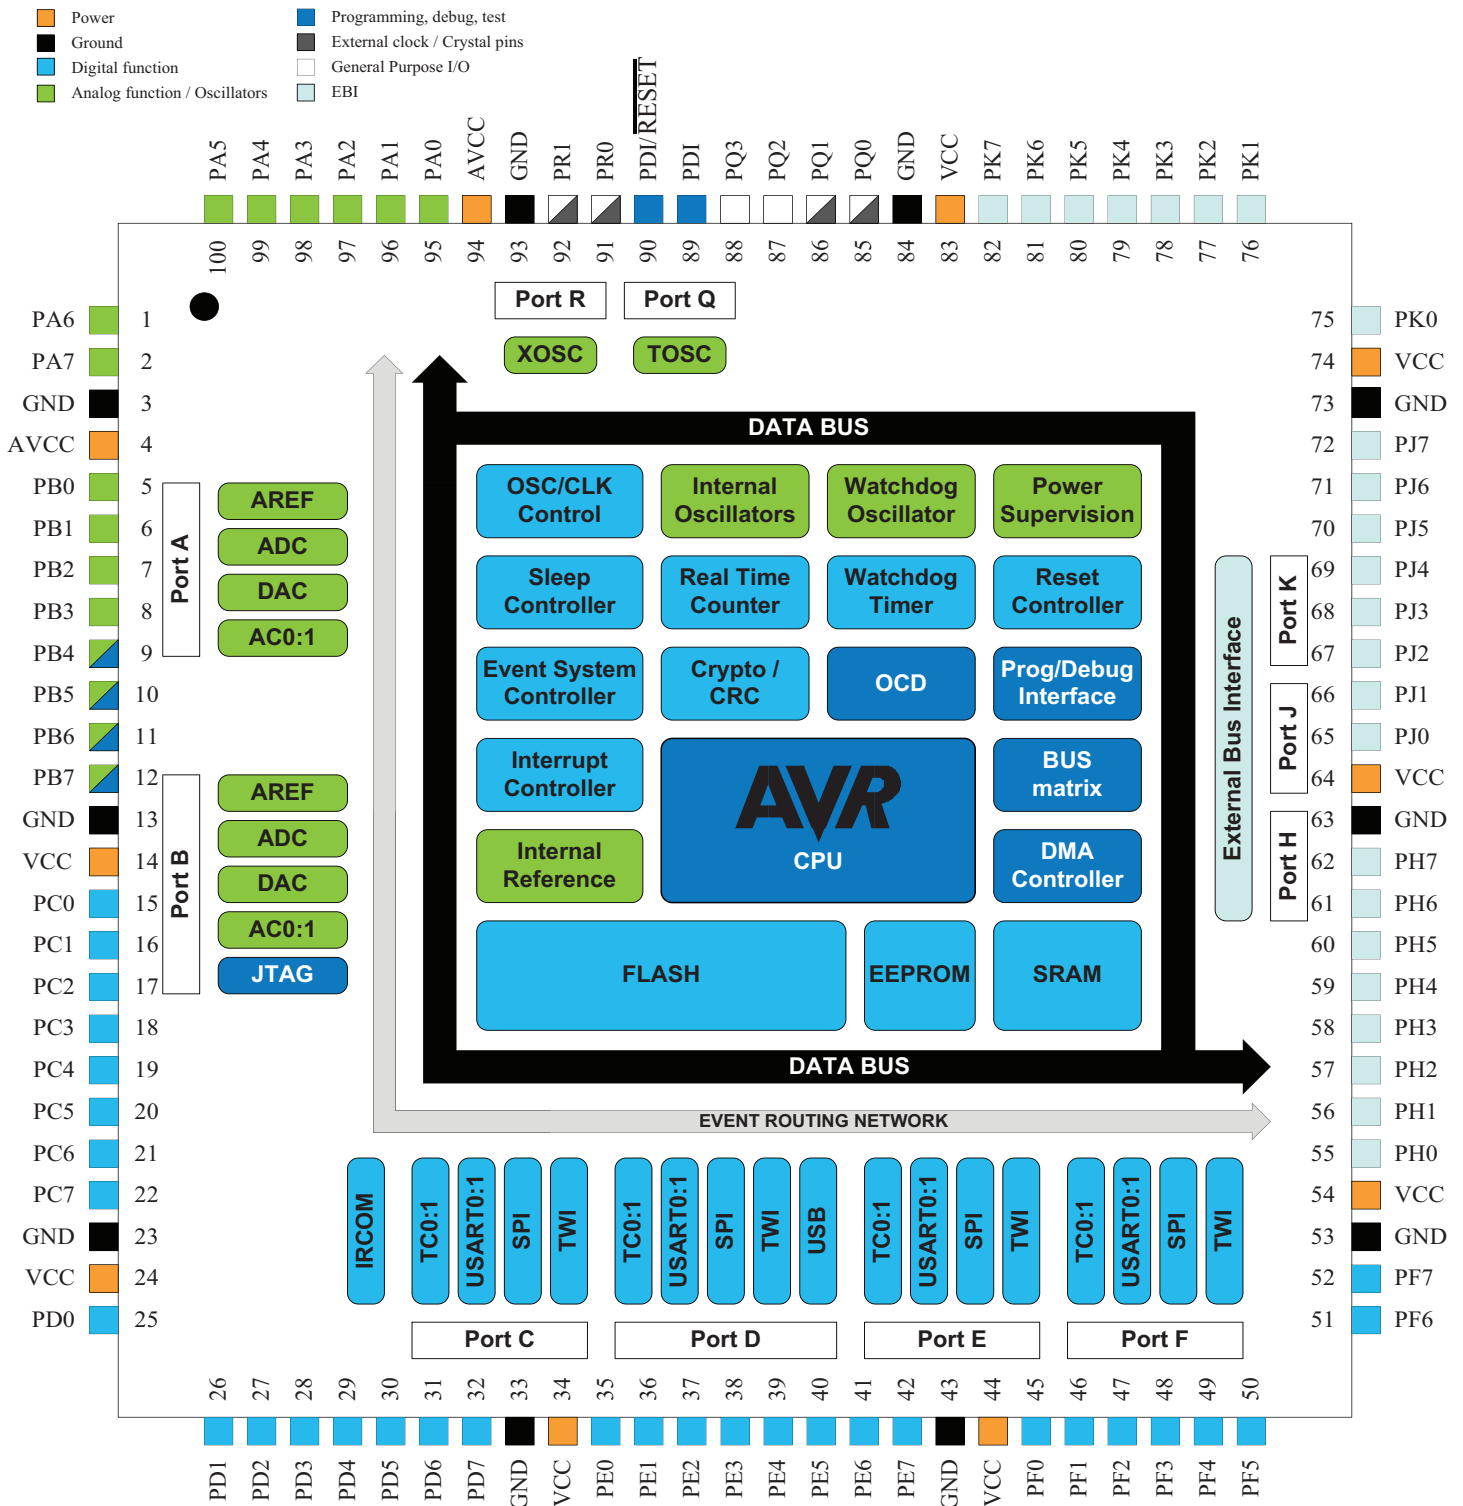 Power
Ground
Digital function
Analog function / Oscillators
Programming, debug, test
External clock / Crystal pins
General Purpose I/O
EBI
PA5
PA4
PA3
PA2
PA1
PA0
AVCC
GND
PR1
PR0
PDI/RESET
PDI
PQ3
PQ2
PQ1
PQ0
GND
VCC
PK7
PK6
PK5
PK4
PK3
PK2
PK1
100
99
98
97
96
95
94
93
92
91
90
89
88
87
86
85
84
83
82
81
80
79
78
77
76
PA6 1
PA7 2
GND 3
AVCC 4
PB0 5
PB1 6
PB2 7
PB3 8
PB4 9
PB5 10
PB6 11
PB7 12
GND 13
VCC 14
PC0 15
PC1 16
PC2 17
PC3 18
PC4 19
PC5 20
PC6 21
PC7 22
GND 23
VCC 24
PD0 25
Port R
Port Q
XOSC
TOSC
Port A
AREF
ADC
DAC
AC0:1
Port B
AREF
ADC
DAC
AC0:1
JTAG
DATA BUS
OSC/CLK
Control
Internal
Oscillators
Watchdog
Oscillator
Power
Supervision
Sleep
Controller
Real Time
Counter
Watchdog
Timer
Reset
Controller
Event System
Controller
Crypto /
CRC
OCD
Prog/Debug
Interface
Interrupt
Controller
AVR
CPU
BUS
matrix
Internal
Reference
DMA
Controller
FLASH
EEPROM
SRAM
DATA BUS
EVENT ROUTING NETWORK
External Bus Interface
Port K
Port J
Port H
75 PK0
74 VCC
73 GND
72 PJ7
71 PJ6
70 PJ5
69 PJ4
68 PJ3
67 PJ2
66 PJ1
65 PJ0
64 VCC
63 GND
62 PH7
61 PH6
60 PH5
59 PH4
58 PH3
57 PH2
56 PH1
55 PH0
54 VCC
53 GND
52 PF7
51 PF6
IRCOM
TC0:1
USART0:1
SPI
TWI
TC0:1
USART0:1
SPI
TWI
USB
TC0:1
USART0:1
SPI
TWI
TC0:1
USART0:1
SPI
TWI
Port C
Port D
Port E
Port F
26
27
28
29
30
31
32
33
34
35
36
37
38
39
40
41
42
43
44
45
46
47
48
49
50
PD1
PD2
PD3
PD4
PD5
PD6
PD7
GND
VCC
PE0
PE1
PE2
PE3
PE4
PE5
PE6
PE7
GND
VCC
PF0
PF1
PF2
PF3
PF4
PF5